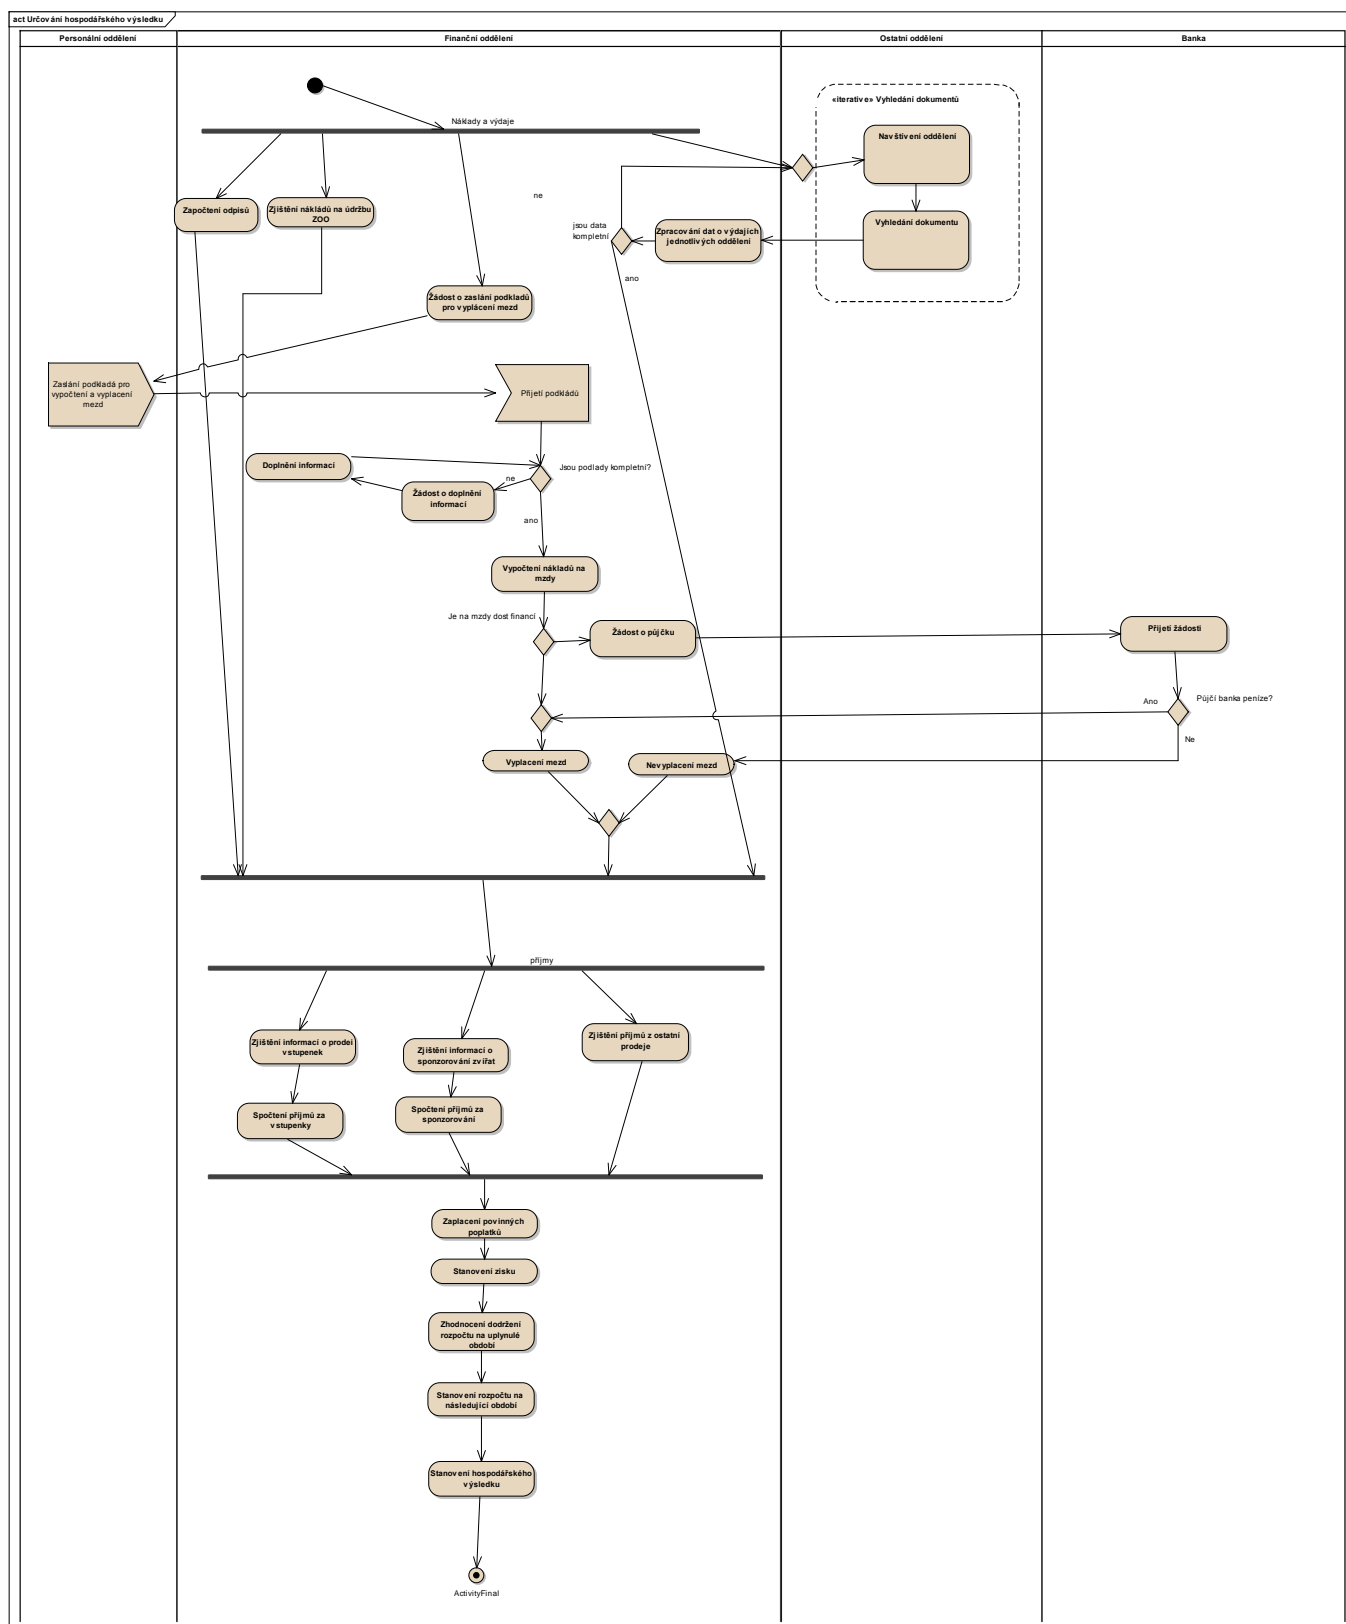 act Určování hospodářského výsledku
Personální oddělení
Finanční oddělení
Ostatní oddělení
Banka
«iterative» Vyhledání dokumentů
Náklady a výdaje
Navštívení oddělení
ne
Započtení odpisů
Zjištění nákládů na údržbu
ZOO
jsou data
kompletní
Zpracování dat o výdajích
jednotlivých oddělení
Vyhledání dokumentu
ano
Žádost o zaslání podkladů
pro vyplácení mezd
Zaslání podkladá pro
vypočtení a vyplacení
mezd
Přijetí podkládů
Doplnění informací
Jsou podlady kompletní?
ne
Žádost o doplnění
informací
ano
Vypočtení nákladů na
mzdy
Je na mzdy dost financí
Žádost o půjčku
Přijetí žádosti
Ano
Půjčí banka peníze?
Ne
Vyplacení mezd
Nevyplacení mezd
příjmy
Zjištění informací o prodei
vstupenek
Zjištění informací o
sponzorování zvířat
Zjištění příjmů z ostatní
prodeje
Spočtení příjmů za
vstupenky
Spočtení příjmů za
sponzorování
Zaplacení povinných
poplatků
Stanovení zisku
Zhodnocení dodržení
rozpočtu na uplynulé
období
Stanovení rozpočtu na
následující období
Stanovení hospodářského
výsledku
ActivityFinal